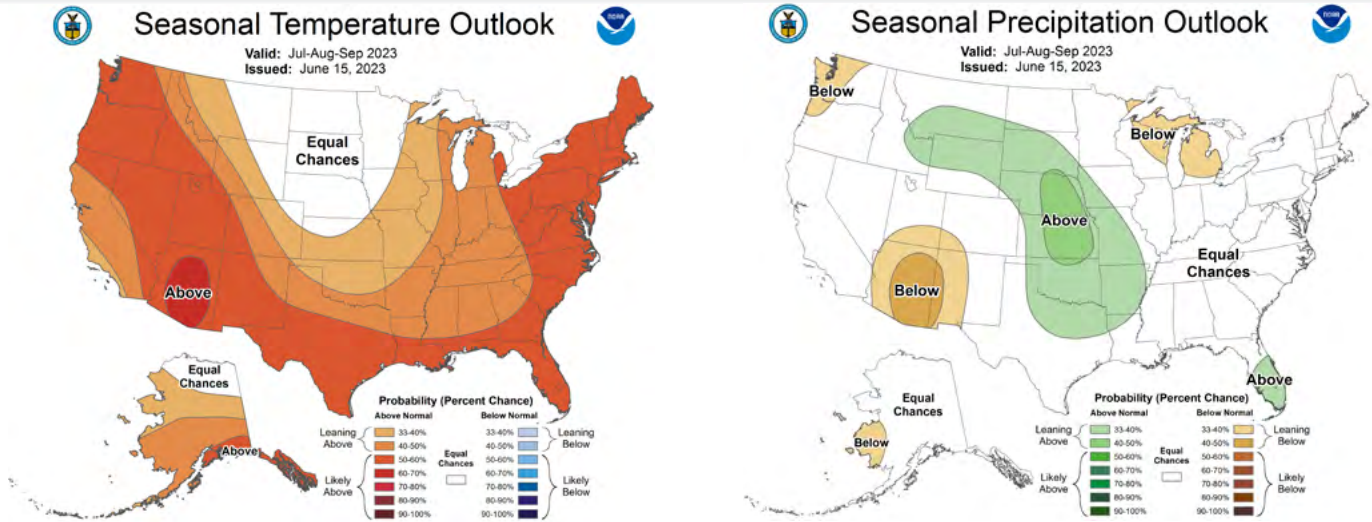 Seasonal Temperature Outlook
Valid: Jul-Aug-Sep 2023
Issued: June 15, 2023
Equal
Chances
Above
Equal
Chances
Above
Probability (Percent Chance)
Above Normal
Below Normal
Leaning
Above
33-40%
40-50%
Likely
Above
50-60%
60-70%
70-80%
80-90%
90-100%
Equal
Chances
33-40%
40-50%
Leaning
Below
50-60%
60-70%
70-80%
80-90%
90-100%
Likely
Below
Seasonal Precipitation Outlook
Valid: Jul-Aug-Sep 2023
Issued: June 15, 2023
Below
Below
Above
Equal
Chances
Below
Above
Equal
Chances
Below
Probability (Percent Chance)
Above Normal
Below Normal
Leaning
Above
33-40%
40-50%
Likely
Above
50-60%
60-70%
70-80%
80-90%
90-100%
Equal
Chances
33-40%
40-50%
Leaning
Below
50-60%
60-70%
70-80%
80-90%
90-100%
Likely
Below